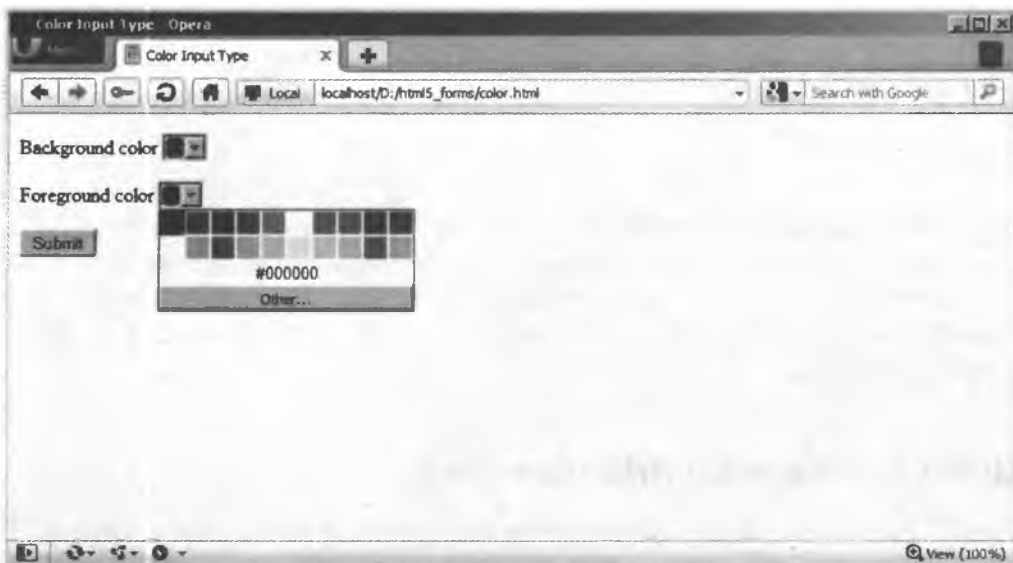 Color Input Type Opera
Color Input Type
Local localhost/D:/html5_forms/color.html
Search with Google
Background color
Foreground color
Submit
#000000
Other...
View (100%)